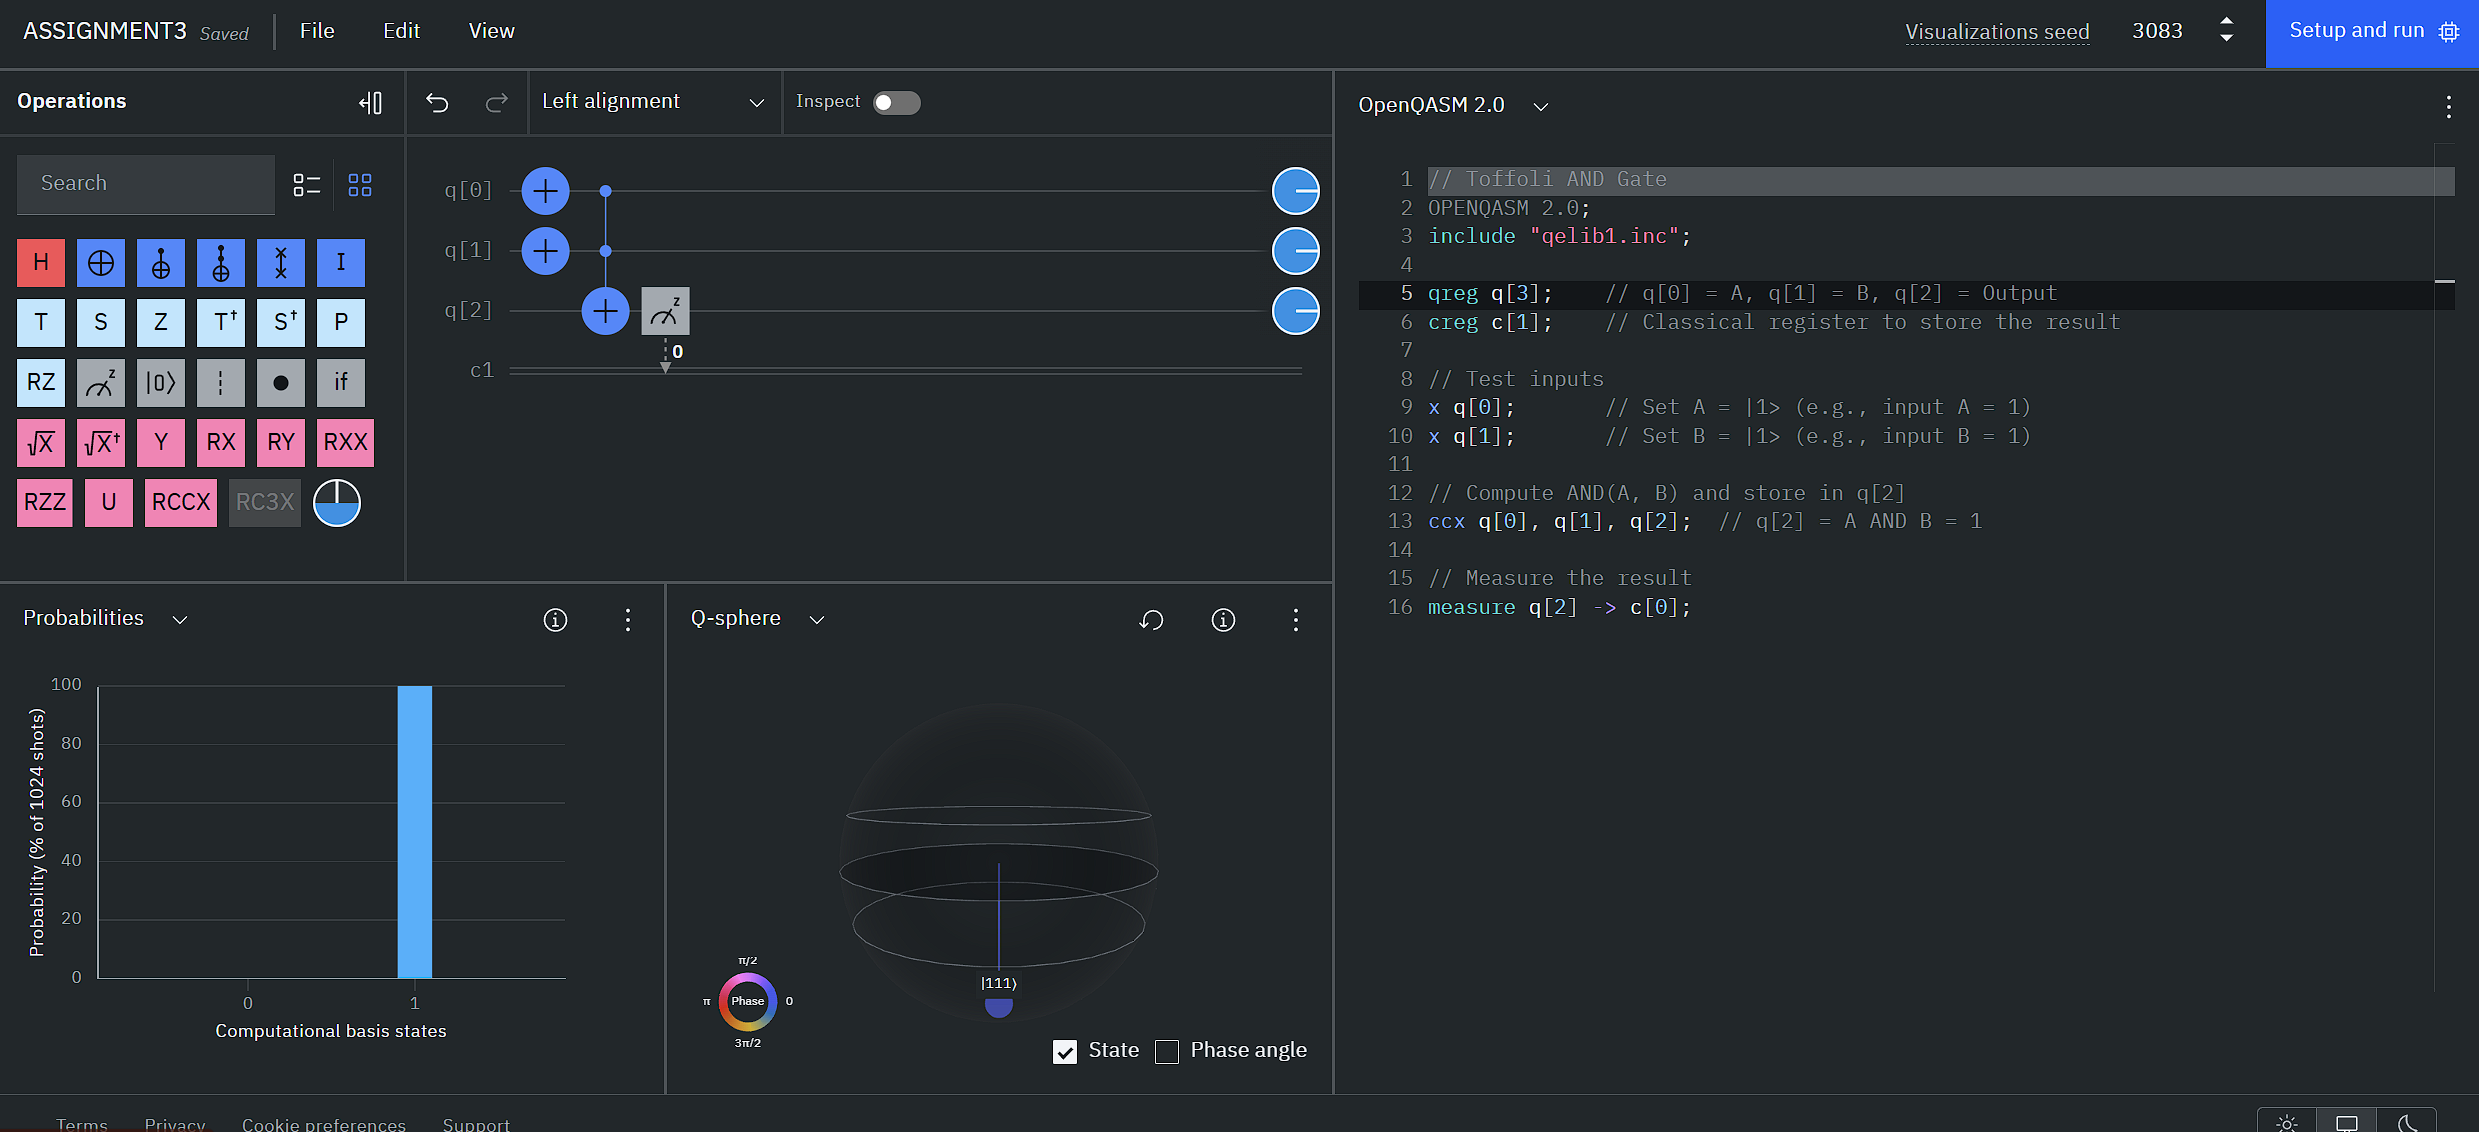 ASSIGNMENT3 Saved File Edit View Visualizations seed 3083 Setup and run
Operations
Left alignment
Inspect
OpenQASM 2.0
Search
H I
T S Z T† S† P
RZ z |0⟩ if
√X √X† Y RX RY RXX
RZZ U RCCX RC3X
q[0]
q[1]
q[2] z
0
c1
1 // Toffoli AND Gate
2 OPENQASM 2.0;
3 include "qelib1.inc";
4
5 qreg q[3]; // q[0] = A, q[1] = B, q[2] = Output
6 creg c[1]; // Classical register to store the result
7
8 // Test inputs
9 x q[0]; // Set A = |1> (e.g., input A = 1)
10 x q[1]; // Set B = |1> (e.g., input B = 1)
11
12 // Compute AND(A, B) and store in q[2]
13 ccx q[0], q[1], q[2]; // q[2] = A AND B = 1
14
15 // Measure the result
16 measure q[2] -> c[0];
Probabilities
Probability (% of 1024 shots)
100
80
60
40
20
0
0 1
Computational basis states
Q-sphere
|111⟩
π/2
π Phase 0
3π/2
State Phase angle
Terms Privacy Cookie preferences Support